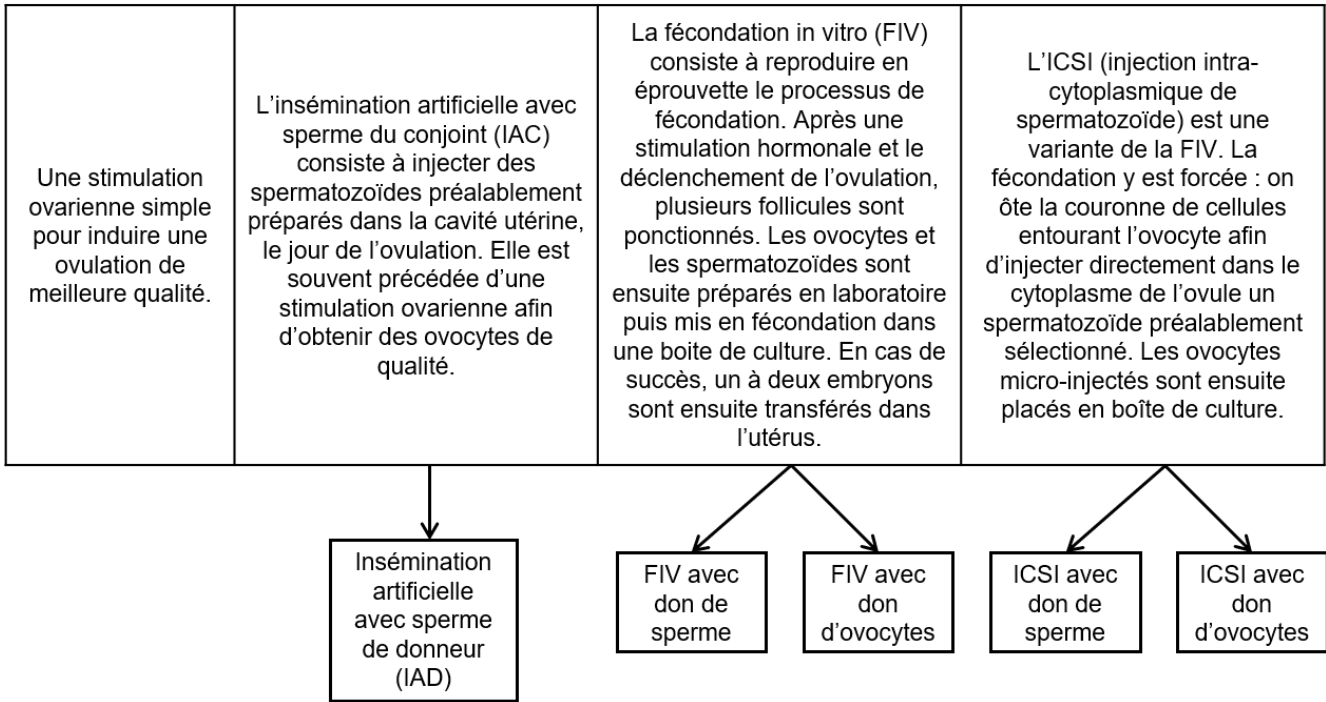 Une stimulation
ovarienne simple
pour induire une
ovulation de
meilleure qualité.
L’insémination artificielle avec
sperme du conjoint (IAC)
consiste à injecter des
spermatozoïdes préalablement
préparés dans la cavité utérine,
le jour de l’ovulation. Elle est
souvent précédée d’une
stimulation ovarienne afin
d’obtenir des ovocytes de
qualité.
La fécondation in vitro (FIV)
consiste à reproduire en
éprouvette le processus de
fécondation. Après une
stimulation hormonale et le
déclenchement de l’ovulation,
plusieurs follicules sont
ponctionnés. Les ovocytes et
les spermatozoïdes sont
ensuite préparés en laboratoire
puis mis en fécondation dans
une boite de culture. En cas de
succès, un à deux embryons
sont ensuite transférés dans
l’utérus.
L’ICSI (injection intra-
cytoplasmique de
spermatozoïde) est une
variante de la FIV. La
fécondation y est forcée : on
ôte la couronne de cellules
entourant l’ovocyte afin
d’injecter directement dans le
cytoplasme de l’ovule un
spermatozoïde préalablement
sélectionné. Les ovocytes
micro-injectés sont ensuite
placés en boîte de culture.
Insémination
artificielle
avec sperme
de donneur
(IAD)
FIV avec
don de
sperme
FIV avec
don
d’ovocytes
ICSI avec
don de
sperme
ICSI avec
don
d’ovocytes